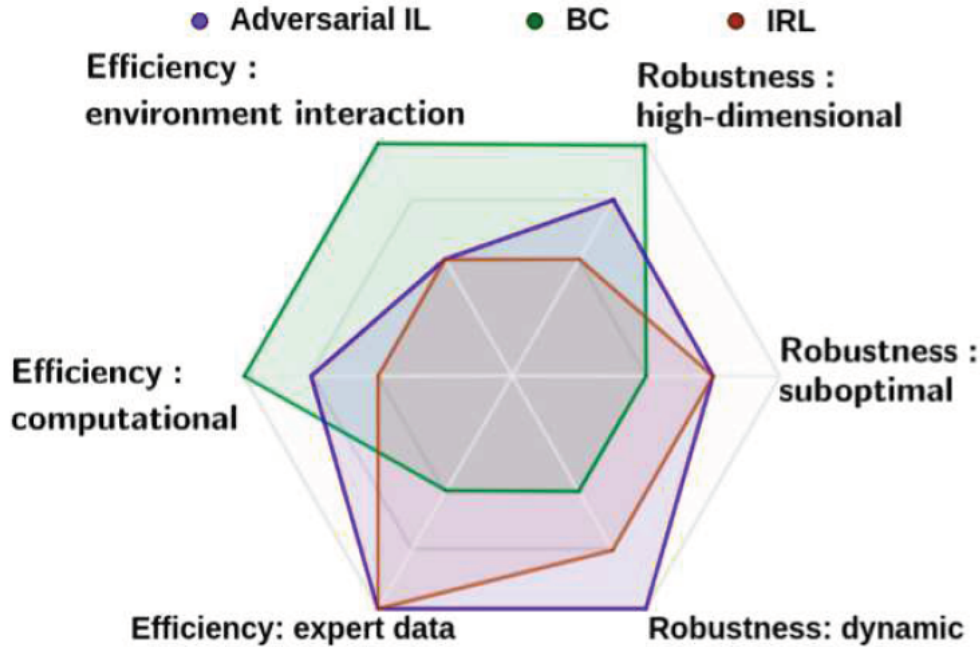 Adversarial IL BC IRL
Efficiency :
environment interaction
Robustness :
high-dimensional
Efficiency :
computational
Robustness :
suboptimal
Efficiency: expert data
Robustness: dynamic